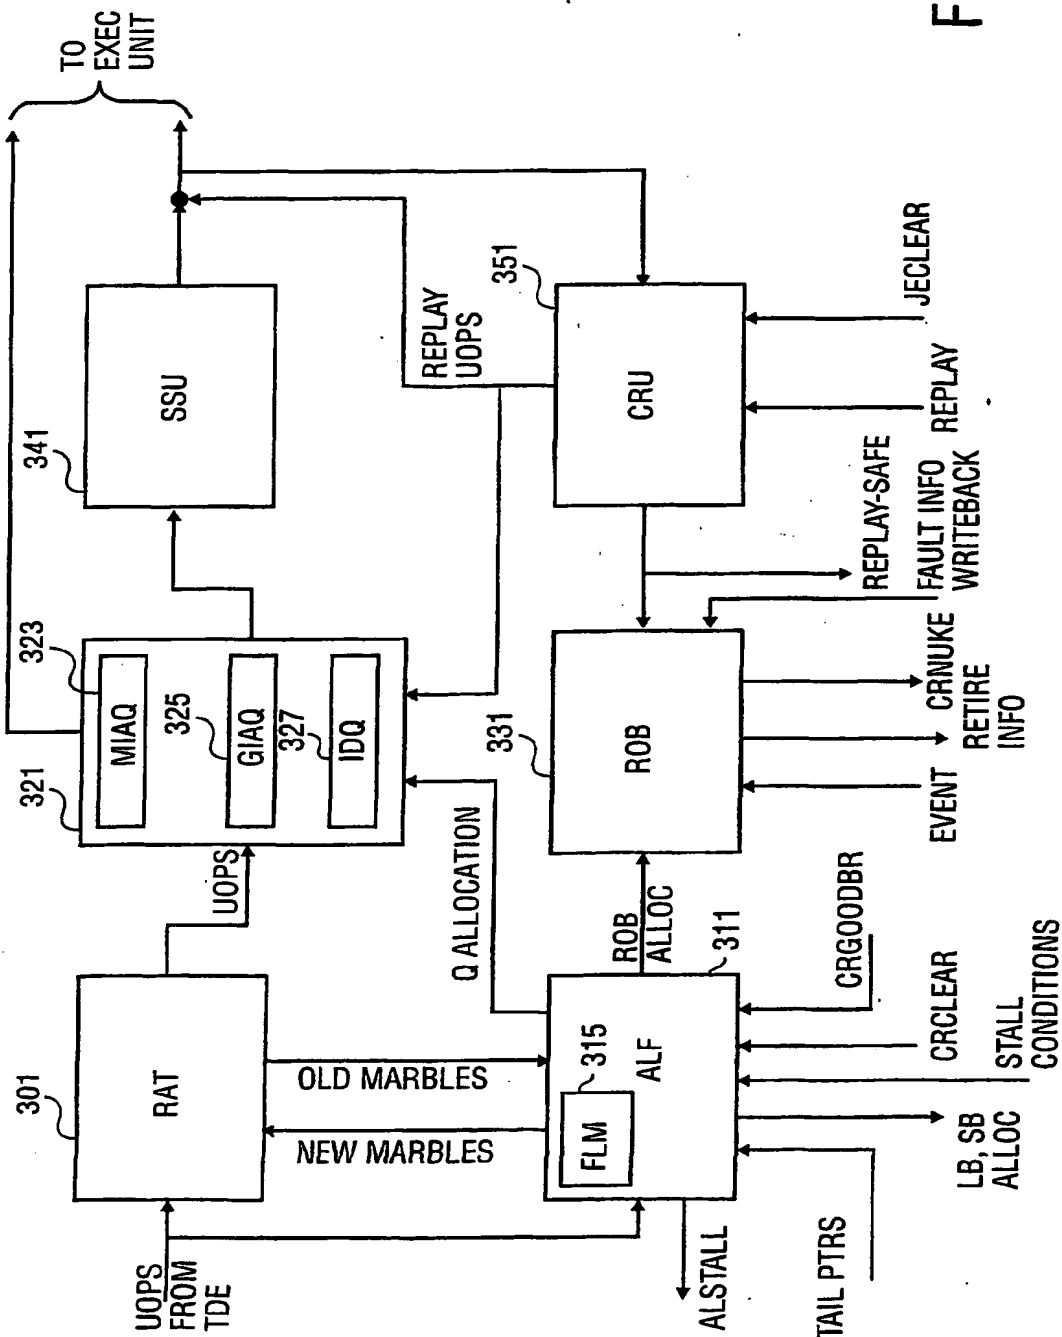 F
TO
EXEC
UNIT
341
SSU
351
REPLAY
UOPS
CRU
JECLEAR
REPLAY
323
MIAQ
325
GIAQ
327
IDQ
321
UOPS
Q ALLOCATION
331
ROB
REPLAY-SAFE
FAULT INFO
WRITEBACK
CRNUKE
RETIRE
INFO
EVENT
301
RAT
OLD MARBLES
NEW MARBLES
ROB
ALLOC
311
315
ALF
FLM
CRGOODBR
CRCLEAR
STALL
CONDITIONS
LB, SB
ALLOC
UOPS
FROM
TDE
ALSTALL
TAIL PTRS